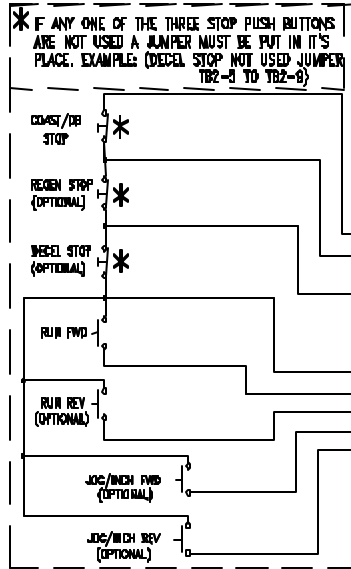 * IF ANY ONE OF THE THREE STOP PUSH BUTTONS
ARE NOT USED A JUMPER MUST BE PUT IN IT'S
PLACE. EXAMPLE: (DECEL STOP NOT USED JUMPER
TB2-5 TO TB2-9)
COAST/DB
STOP
*
REGEN STOP
(OPTIONAL)
*
DECEL STOP
(OPTIONAL)
*
RUN FWD
RUN REV
(OPTIONAL)
JOG/INCH FWD
(OPTIONAL)
JOG/INCH REV
(OPTIONAL)